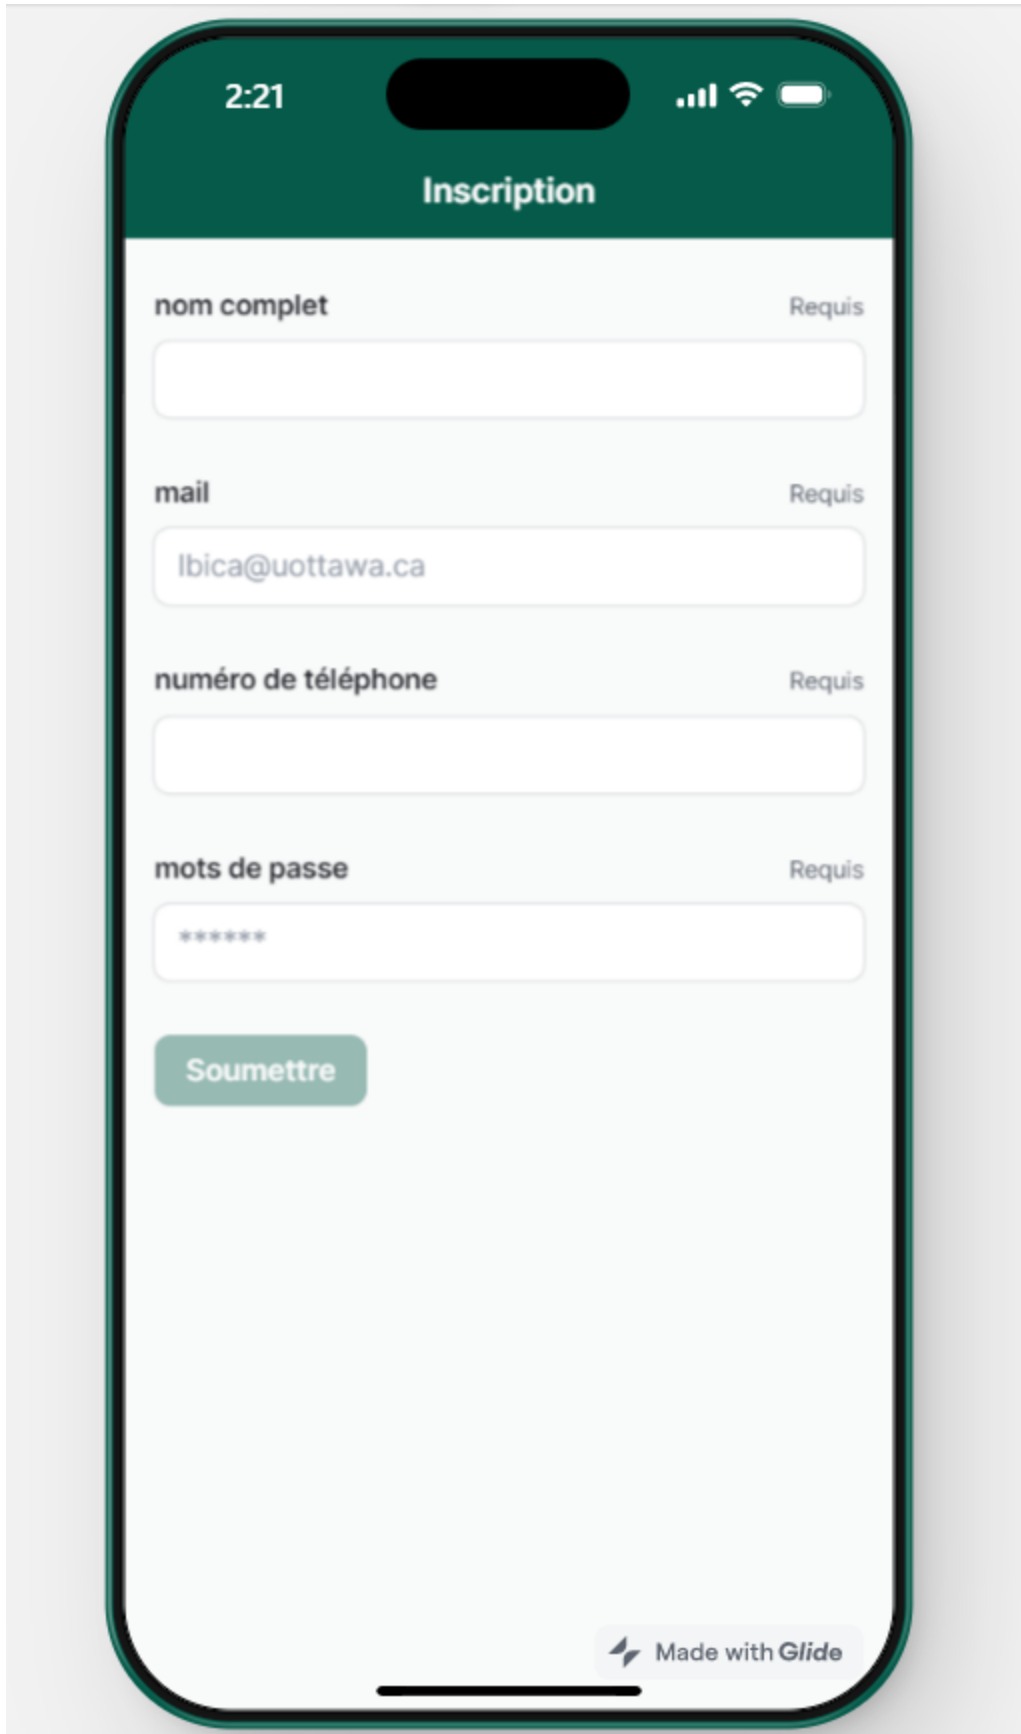 2:21
Inscription
nom complet Requis
mail Requis
lbica@uottawa.ca
numéro de téléphone Requis
mots de passe Requis
******
Soumettre
Made with Glide